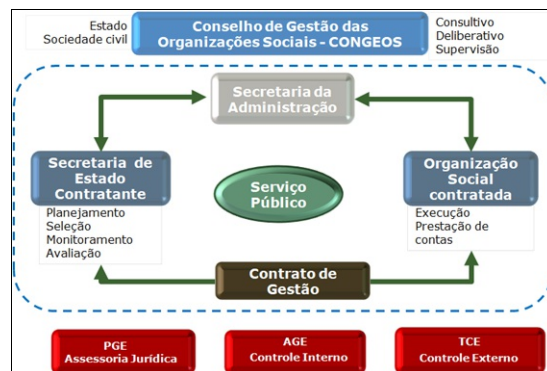 Estado
Sociedade civil
Conselho de Gestão das
Organizações Sociais - CONGEOS
Consultivo
Deliberativo
Supervisão
Secretaria da
Administração
Secretaria de
Estado
Contratante
Planejamento
Seleção
Monitoramento
Avaliação
Serviço
Público
Organização
Social
contratada
Execução
Prestação de
contas
Contrato de
Gestão
PGE
Assessoria Jurídica
AGE
Controle Interno
TCE
Controle Externo